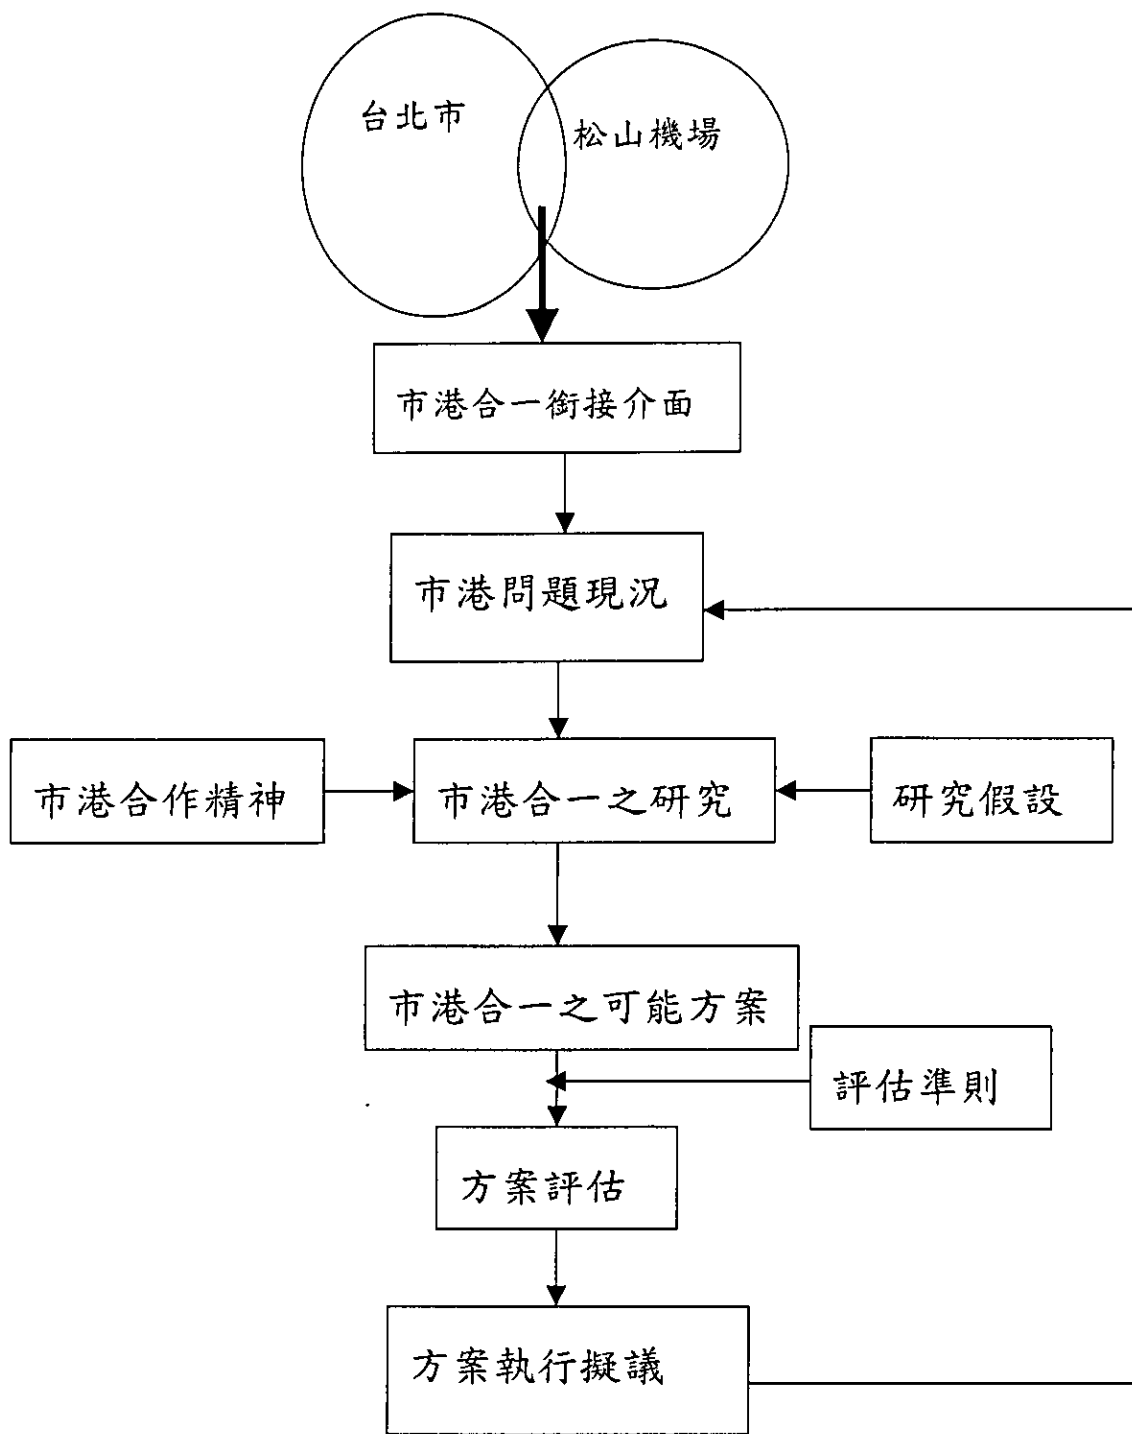 台北市
松山機場
市港合一銜接介面
市港問題現況
市港合作精神
市港合一之研究
研究假設
市港合一之可能方案
評估準則
方案評估
方案執行擬議